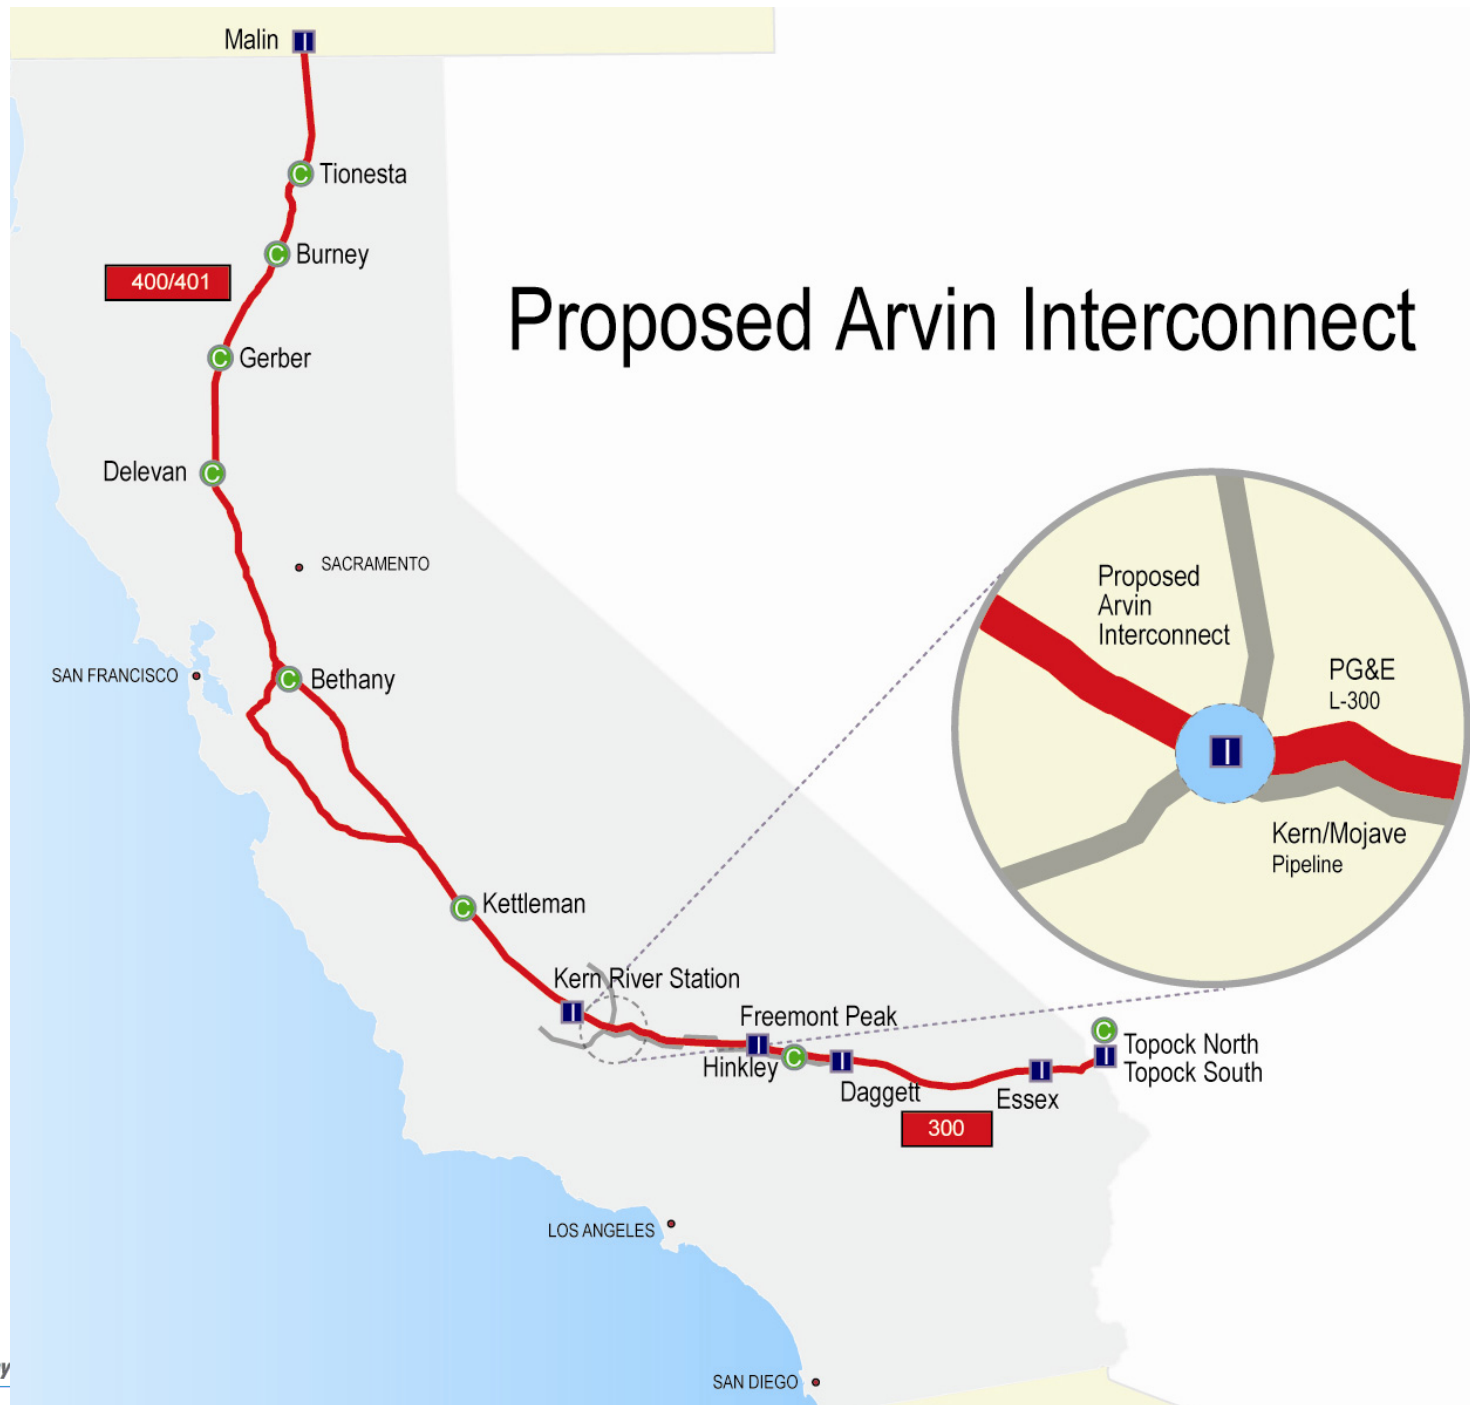 Malin I
C Tionesta
C Burney
400/401
Proposed Arvin Interconnect
C Gerber
Delevan C
SACRAMENTO
Proposed
Arvin
Interconnect
SAN FRANCISCO
C Bethany
PG&E
L-300
I
Kern/Mojave
Pipeline
C Kettleman
Kern River Station
I
Freemont Peak
I
Hinkley C
I
Daggett
I
Essex
C
I
Topock North
Topock South
300
LOS ANGELES
SAN DIEGO
y